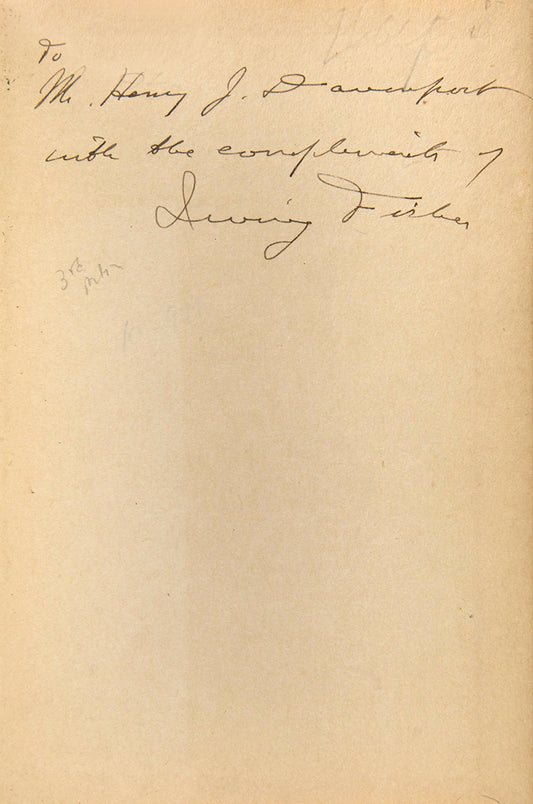 To
Mr. Henry J. Davenport
with the compliments of
Irving Fisher
3rd